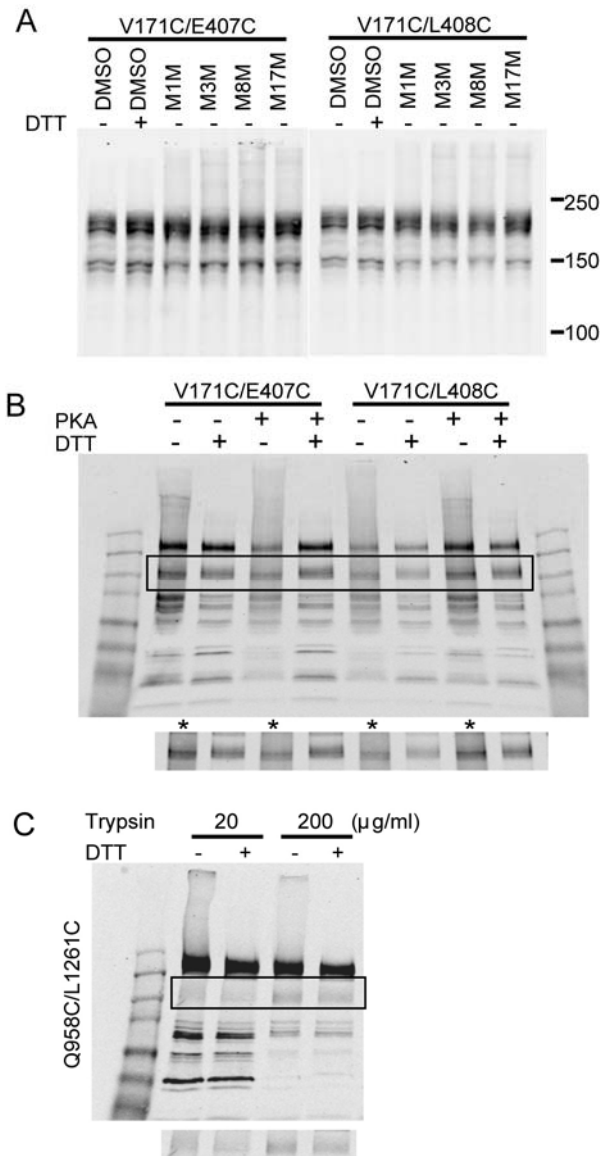 A
V171C/E407C V171C/L408C
DMSO DMSO M1M M3M M8M M17M DMSO DMSO M1M M3M M8M M17M
DTT - + - - - - - + - - - -
250
150
100
B
V171C/E407C V171C/L408C
PKA - - + + - - + +
DTT - + - + - + - +
* * * *
C
Trypsin 20 200 (µg/ml)
DTT - + - +
Q958C/L1261C